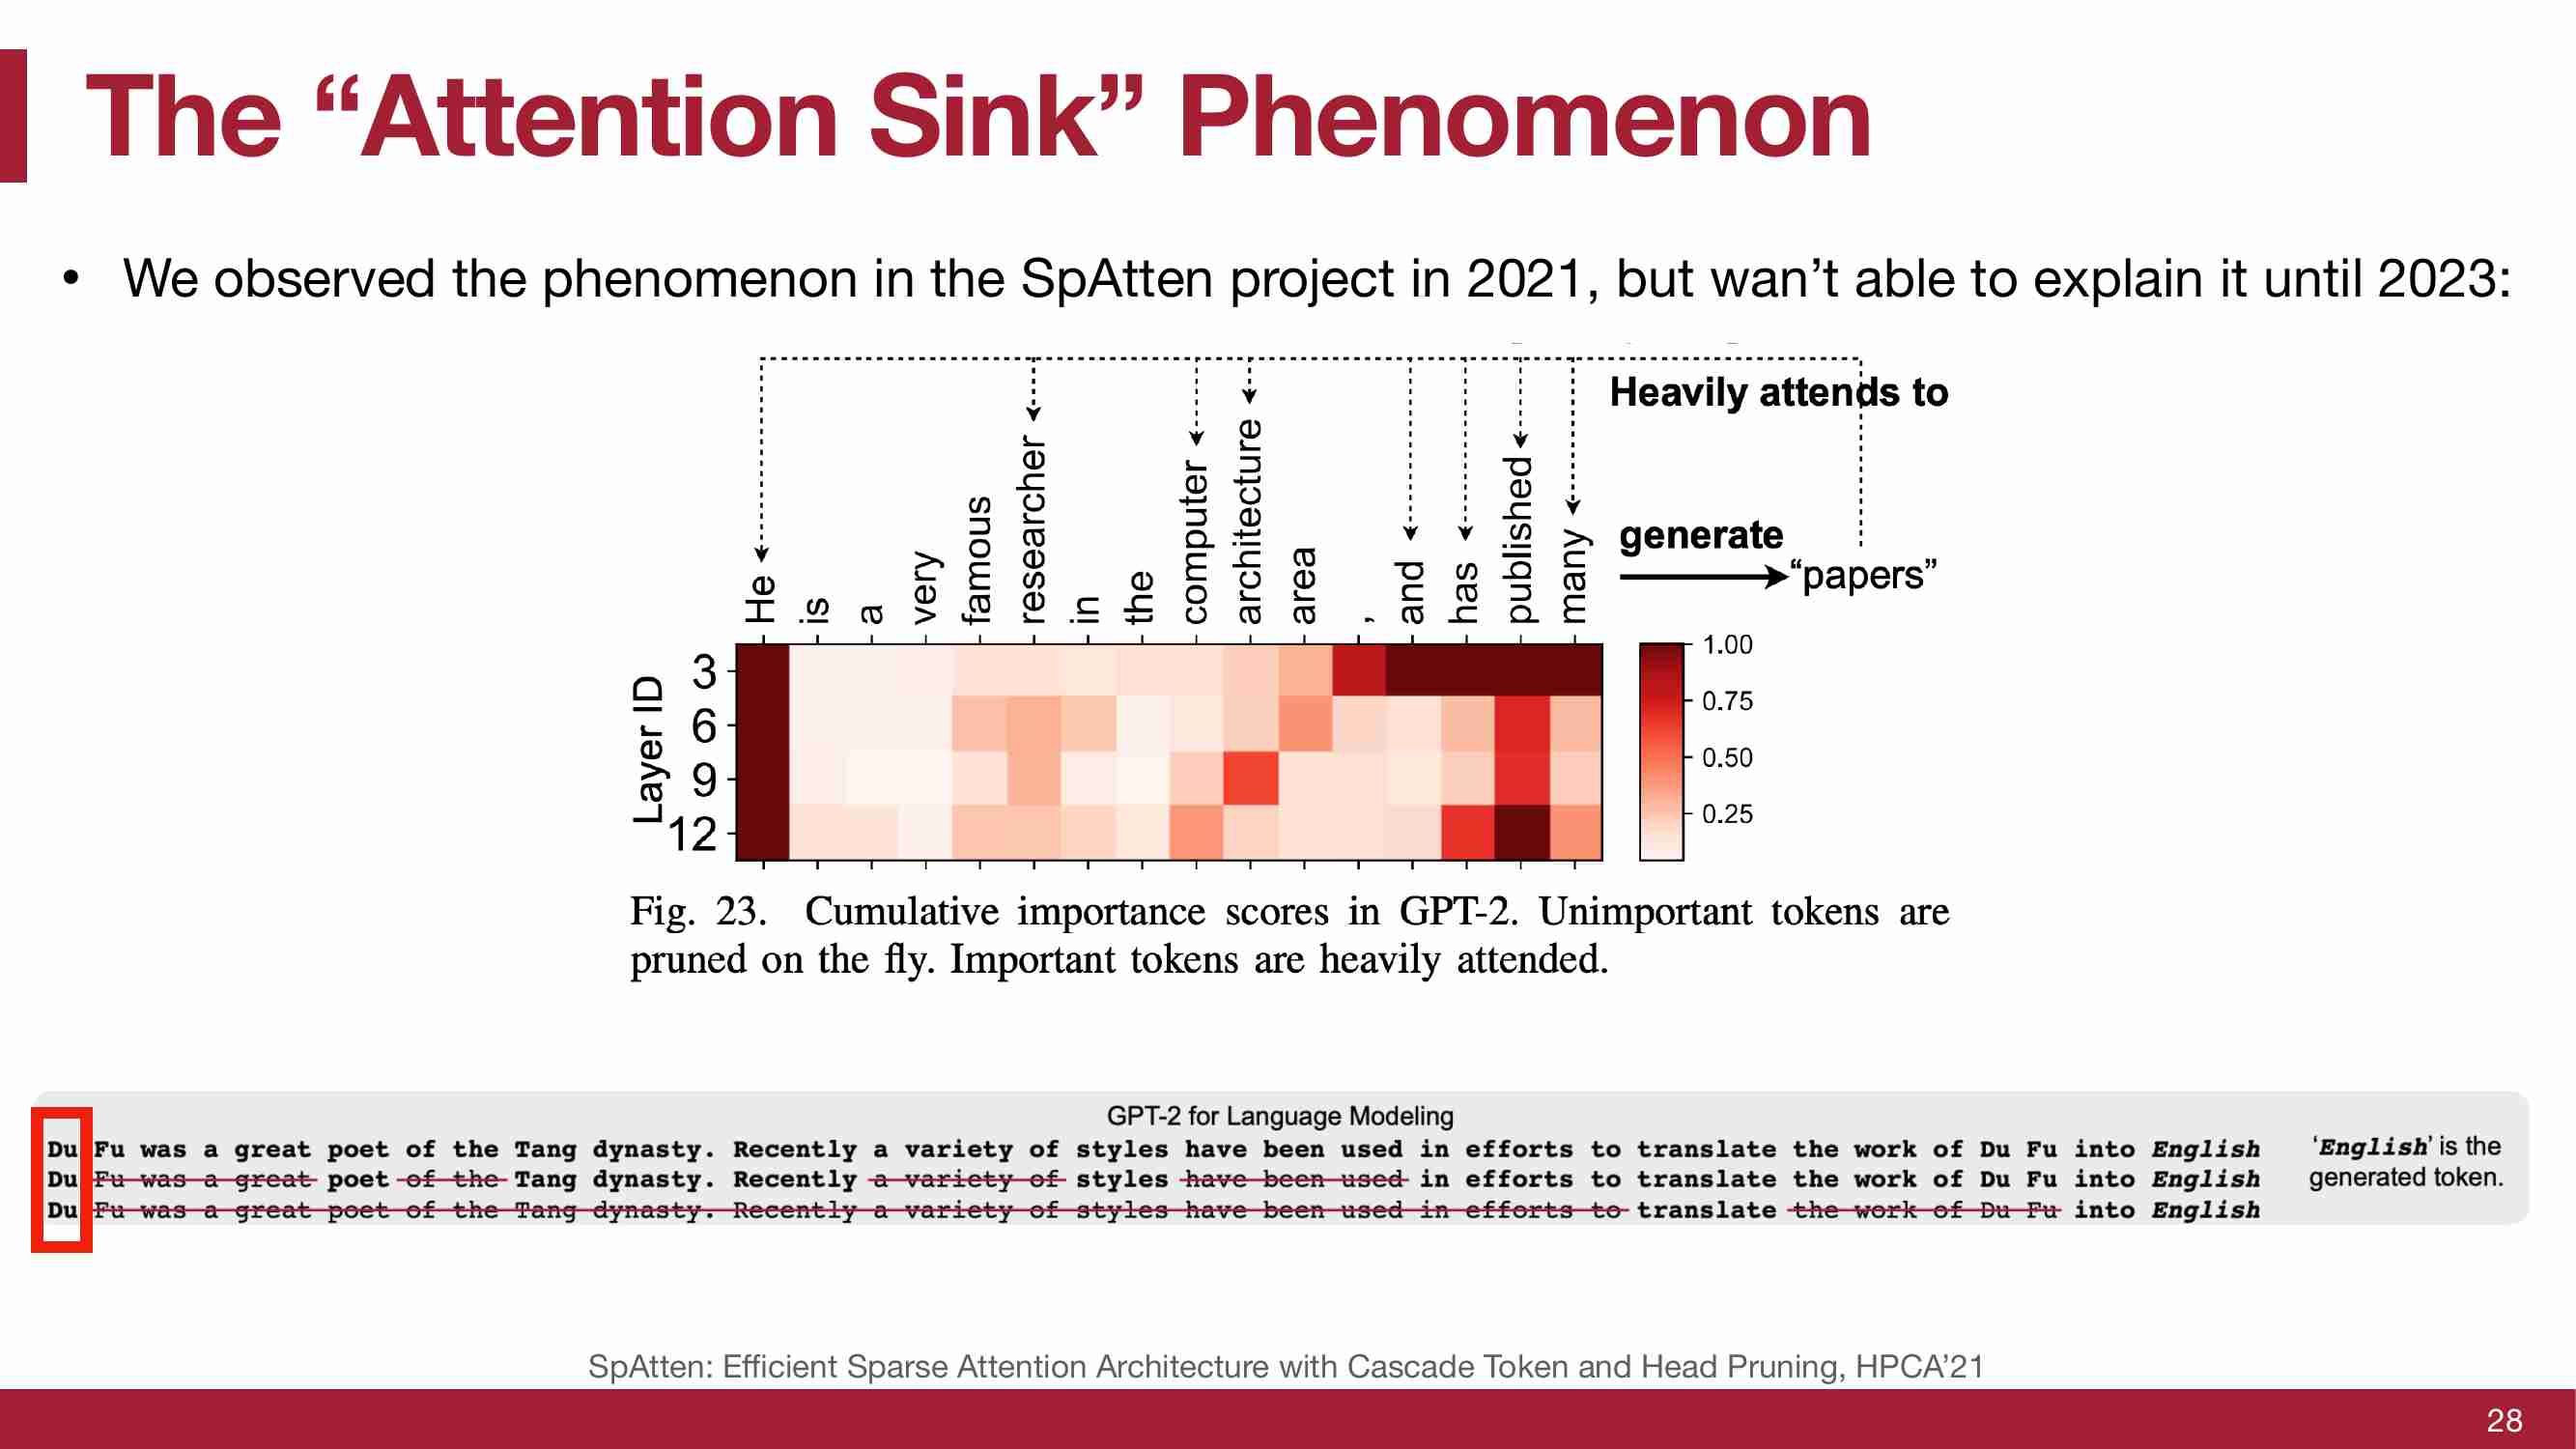 The “Attention Sink” Phenomenon
• We observed the phenomenon in the SpAtten project in 2021, but wan’t able to explain it until 2023:
Heavily attends to
He is a very famous researcher in the computer architecture area , and has published many
generate
“papers”
Layer ID
3
6
9
12
1.00
0.75
0.50
0.25
Fig. 23. Cumulative importance scores in GPT-2. Unimportant tokens are
pruned on the fly. Important tokens are heavily attended.
GPT-2 for Language Modeling
Du Fu was a great poet of the Tang dynasty. Recently a variety of styles have been used in efforts to translate the work of Du Fu into English
Du Fu was a great poet of the Tang dynasty. Recently a variety of styles have been used in efforts to translate the work of Du Fu into English
Du Fu was a great poet of the Tang dynasty. Recently a variety of styles have been used in efforts to translate the work of Du Fu into English
‘English’ is the
generated token.
SpAtten: Efficient Sparse Attention Architecture with Cascade Token and Head Pruning, HPCA’21
28